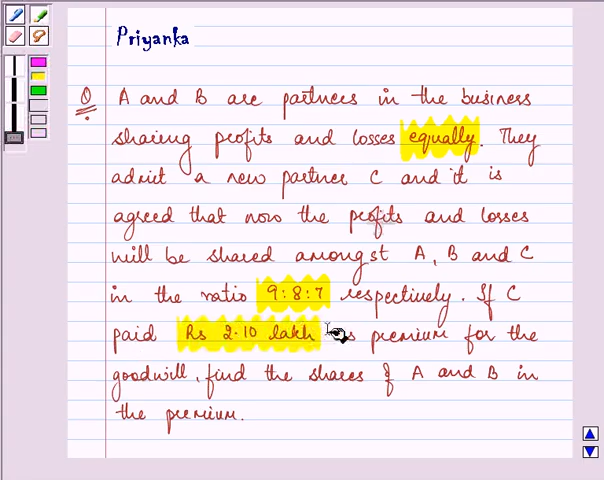 Priyanka
Q A and B are partners in the business
sharing profits and losses equally. They
admit a new partner C and it is
agreed that now the profits and losses
will be shared amongst A, B and C
in the ratio 9:8:7 respectively. If C
paid Rs 2.10 lakh as premium for the
goodwill, find the shares of A and B in
the premium.